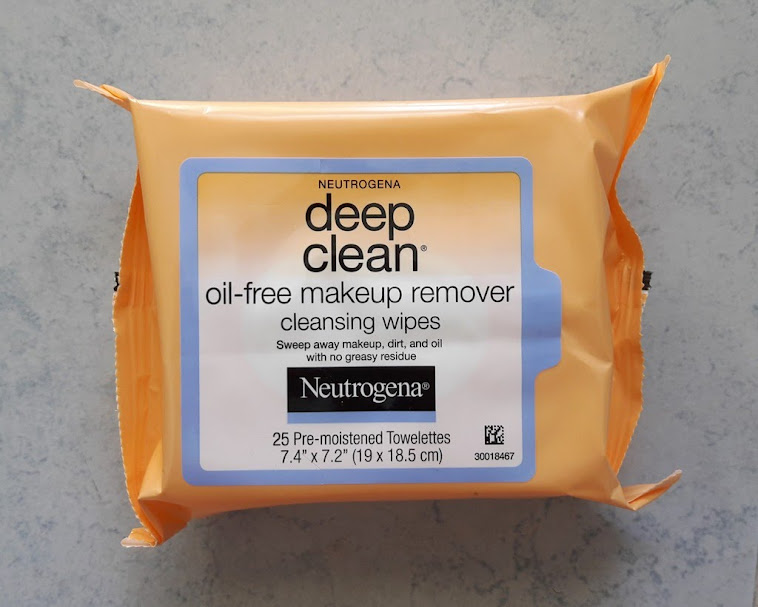 NEUTROGENA
deep
clean®
oil-free makeup remover
cleansing wipes
Sweep away makeup, dirt, and oil
with no greasy residue
Neutrogena®
25 Pre-moistened Towelettes
7.4" x 7.2" (19 x 18.5 cm)
30018467